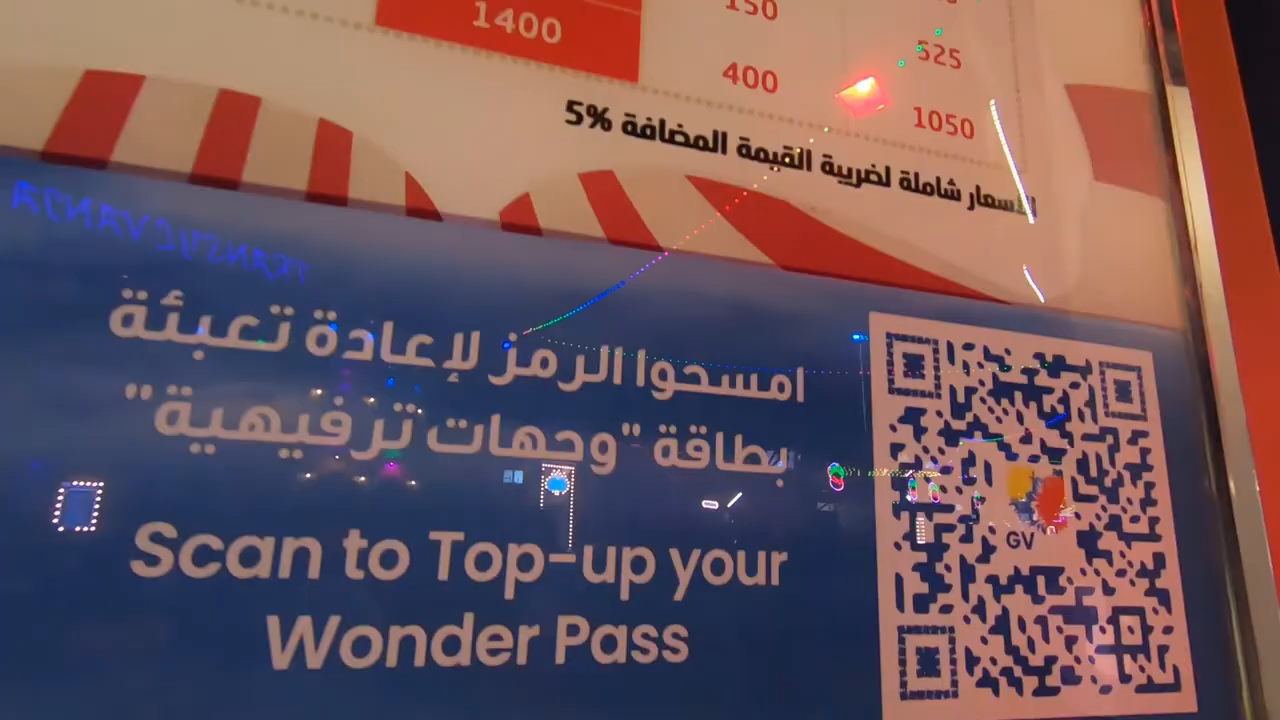 1400
150
525
400
1050
الأسعار شاملة لضريبة القيمة المضافة 5%
امسحوا الرمز لإعادة تعبئة
بطاقة "وجهات ترفيهية"
Scan to Top-up your
Wonder Pass
GV